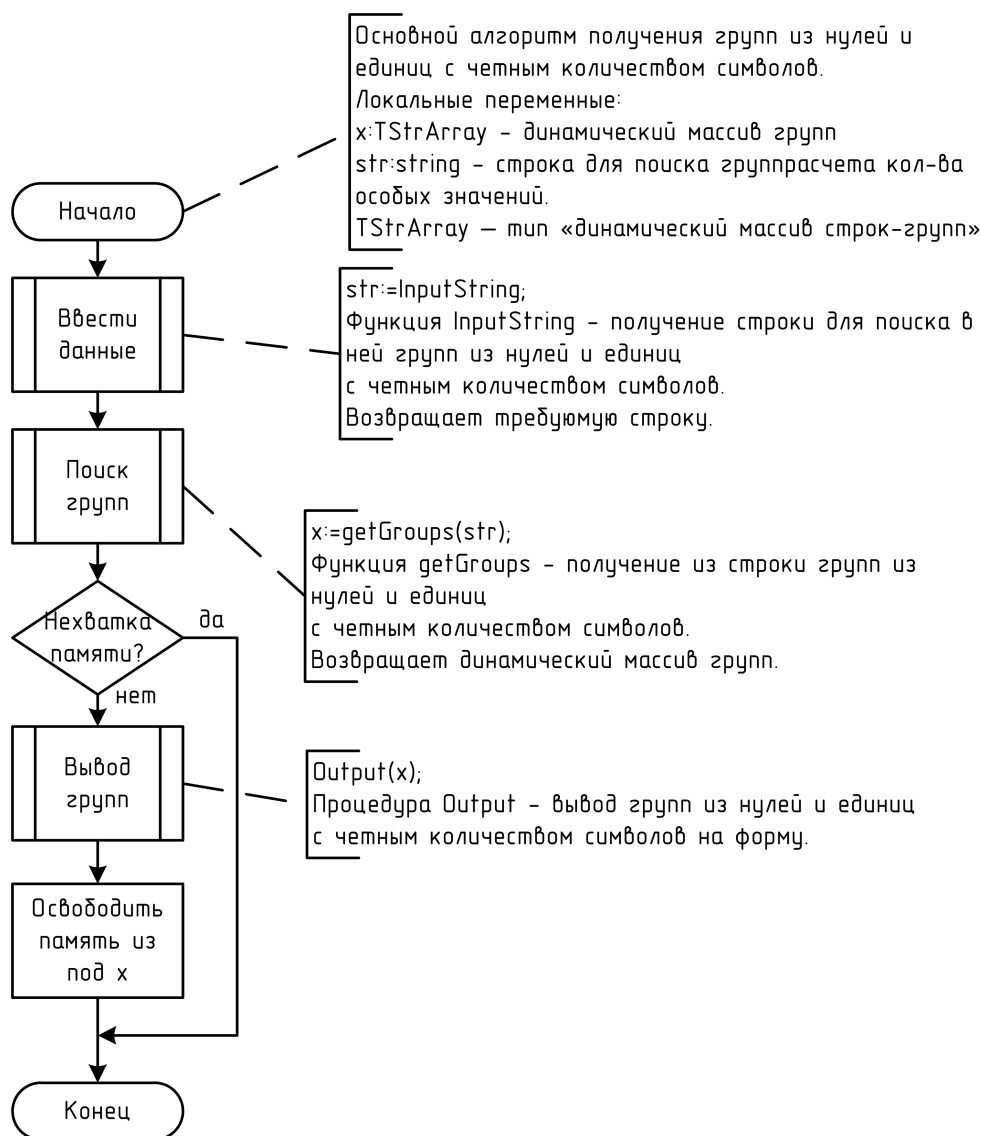 Основной алгоритм получения групп из нулей и
единиц с четным количеством символов.
Локальные переменные:
x:TStrArray – динамический массив групп
str:string – строка для поиска группрасчета кол-ва
особых значений.
TStrArray — тип «динамический массив строк-групп»
Начало
str:=InputString;
Функция InputString – получение строки для поиска в
ней групп из нулей и единиц
с четным количеством символов.
Возвращает требуюмую строку.
Ввести
данные
Поиск
групп
x:=getGroups(str);
Функция getGroups – получение из строки групп из
нулей и единиц
с четным количеством символов.
Возвращает динамический массив групп.
Нехватка
памяти?
да
нет
Вывод
групп
Output(x);
Процедура Output – вывод групп из нулей и единиц
с четным количеством символов на форму.
Освободить
память из
под x
Конец